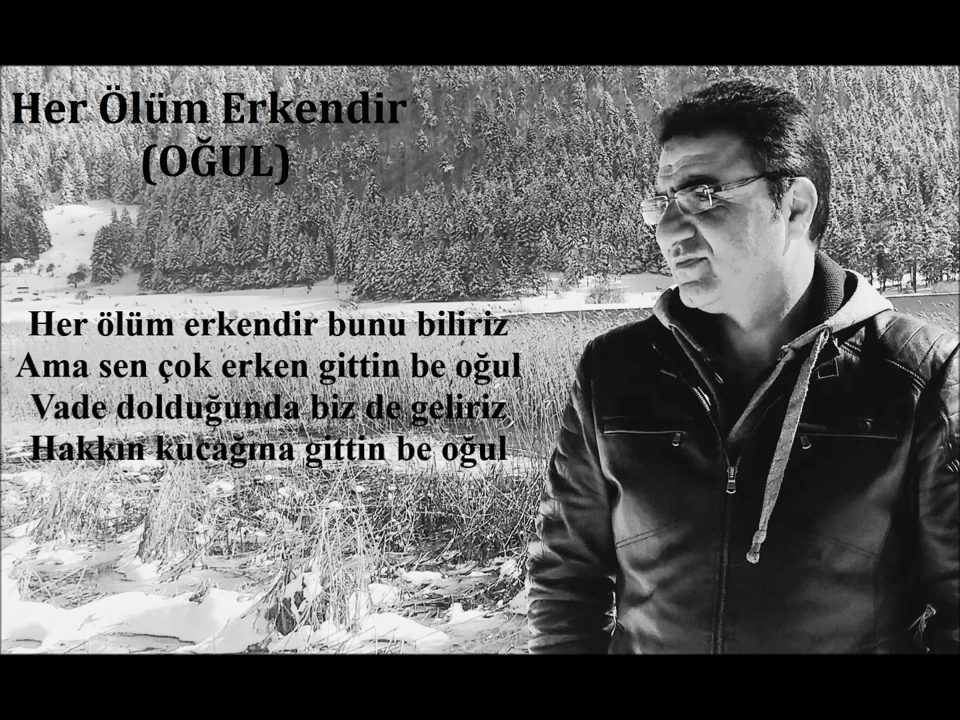 Her Ölüm Erkendir
(OĞUL)
Her ölüm erkendir bunu biliriz
Ama sen çok erken gittin be oğul
Vade dolduğunda biz de geliriz
Hakkın kucağına gittin be oğul